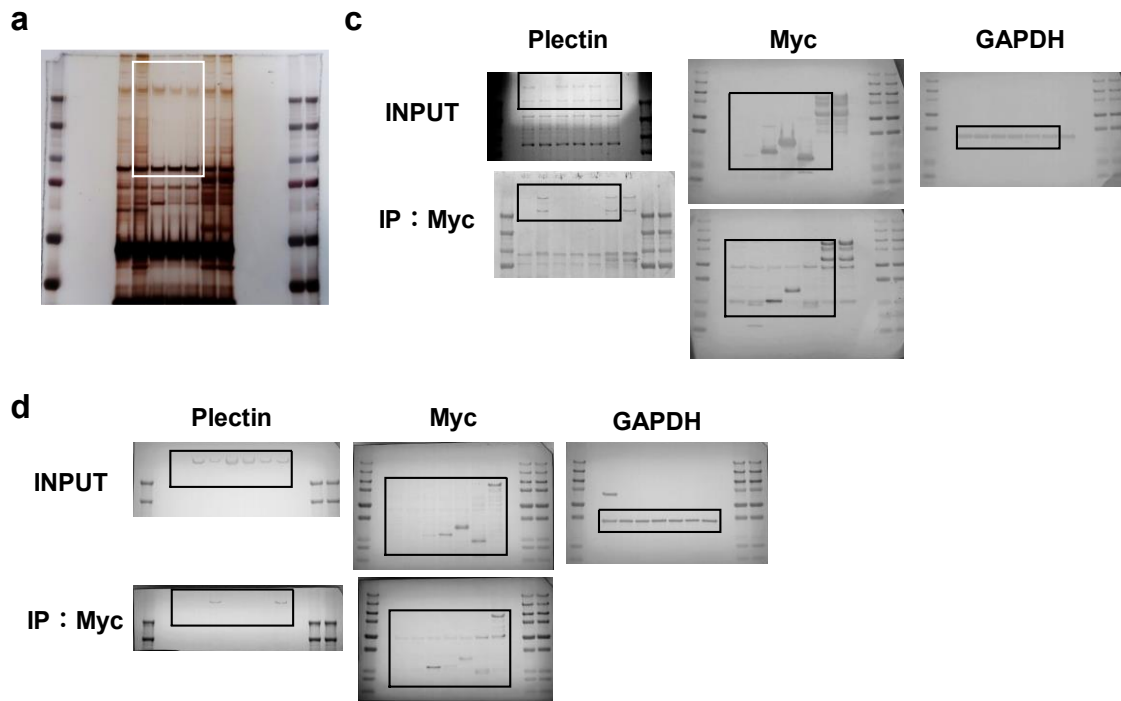 a
c
Plectin
Myc
GAPDH
INPUT
IP：Myc
d
Plectin
Myc
GAPDH
INPUT
IP：Myc